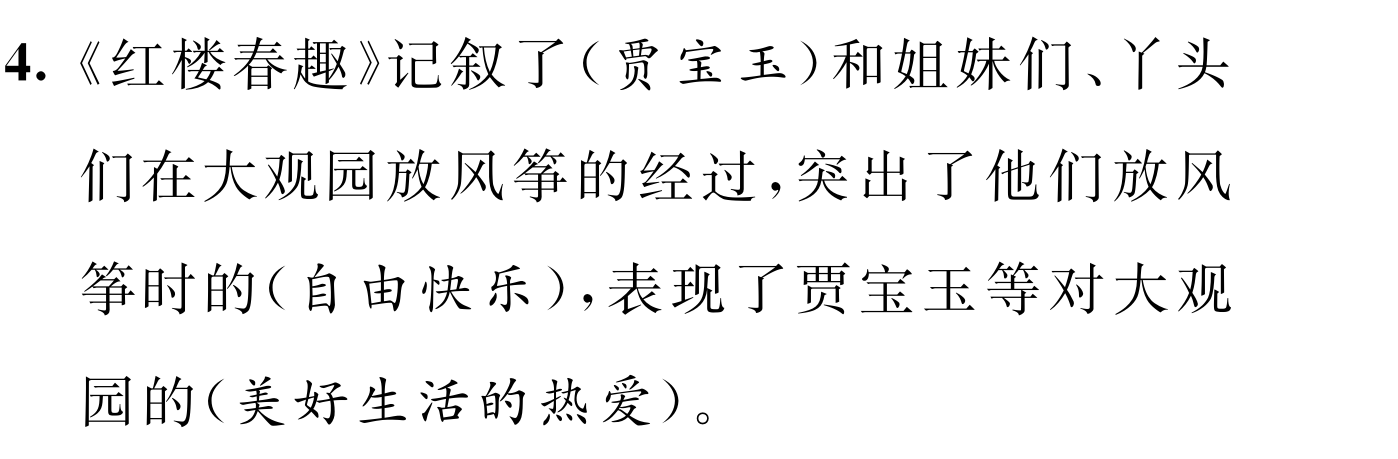 4.《红楼春趣》记叙了(贾宝玉)和姐妹们、丫头
们在大观园放风筝的经过,突出了他们放风
筝时的(自由快乐),表现了贾宝玉等对大观
园的(美好生活的热爱)。